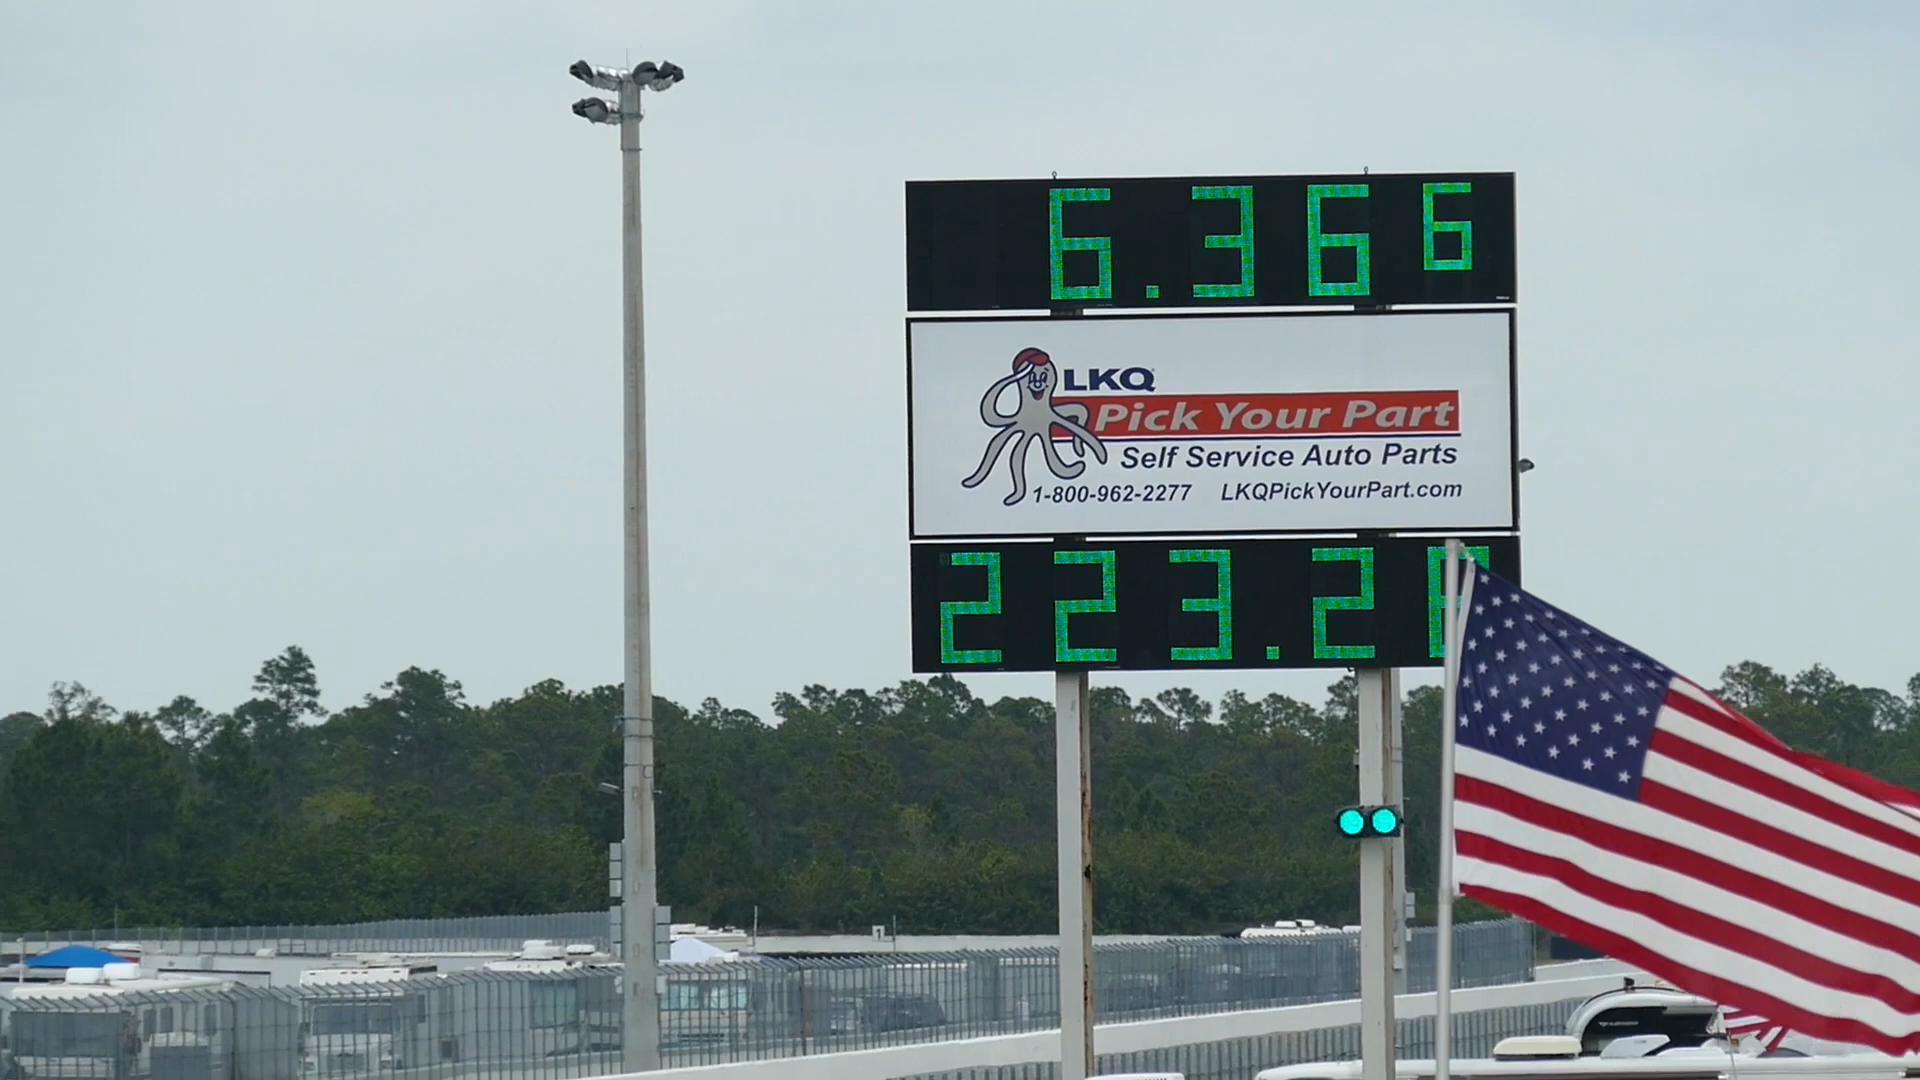 6.366
LKQ
Pick Your Part
Self Service Auto Parts
1-800-962-2277 LKQPickYourPart.com
223.2